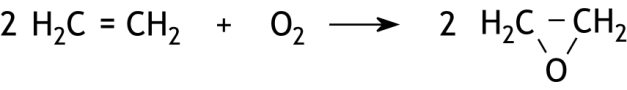 2 H₂C = CH₂ + O₂ ⟶ 2 H₂C – CH₂
O